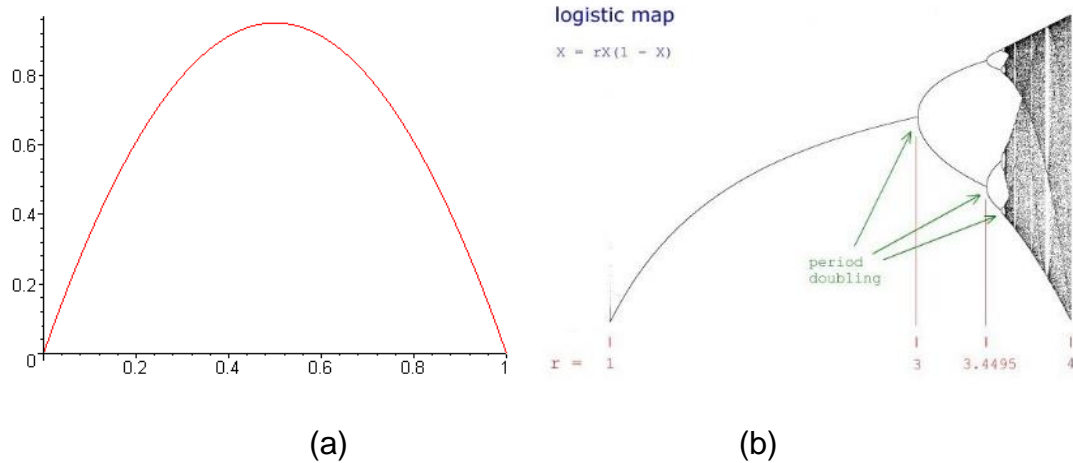 0.8
0.6
0.4
0.2
0
0.2 0.4 0.6 0.8 1
(a)
logistic map
X = rX(1 - X)
period
doubling
r = 1 3 3.4495 4
(b)